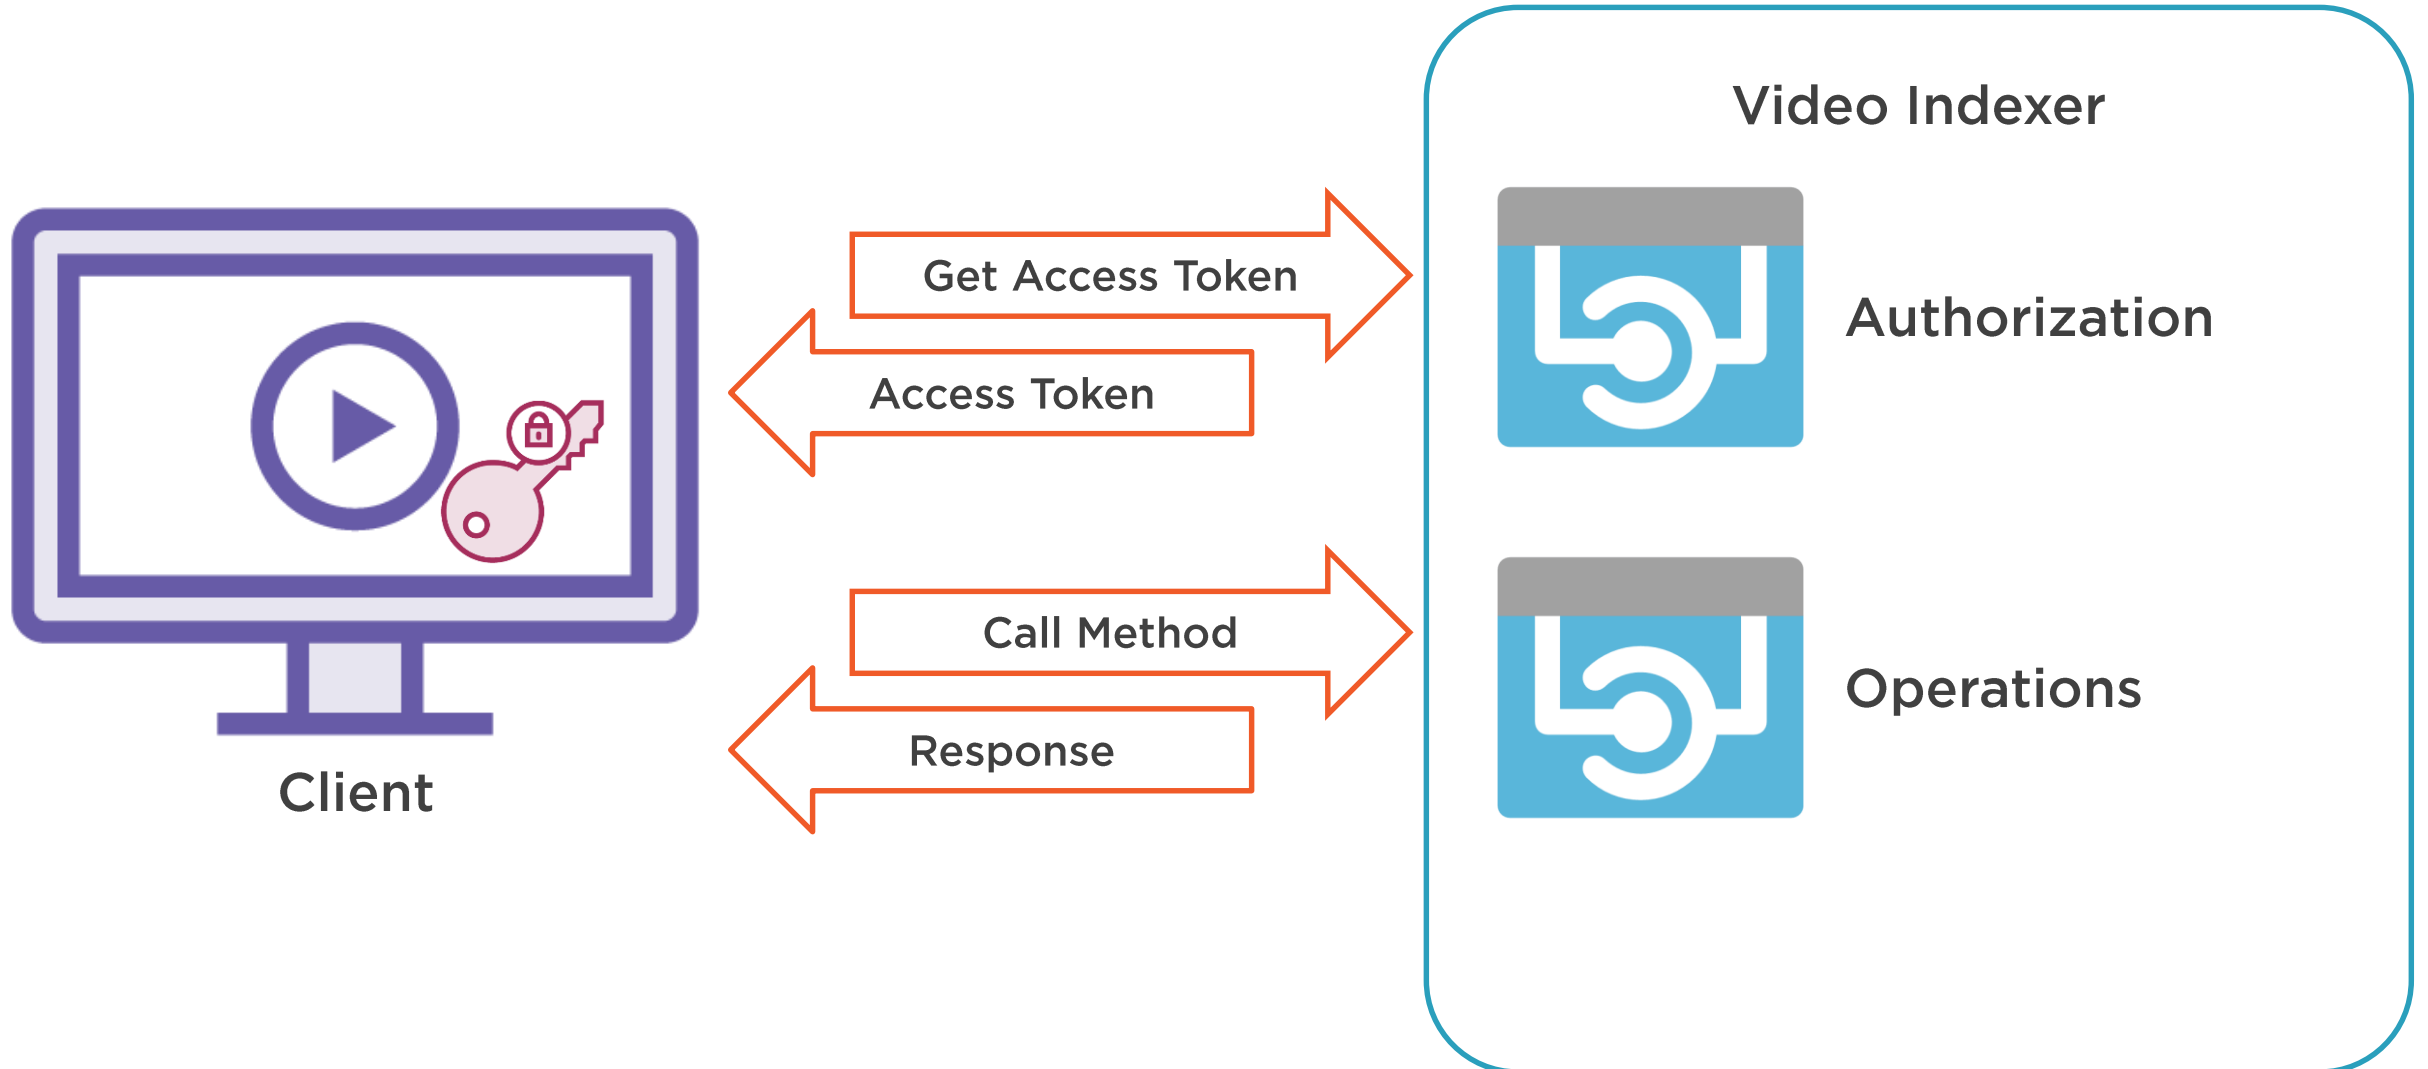 Video Indexer
Get Access Token
Authorization
Access Token
Call Method
Operations
Response
Client